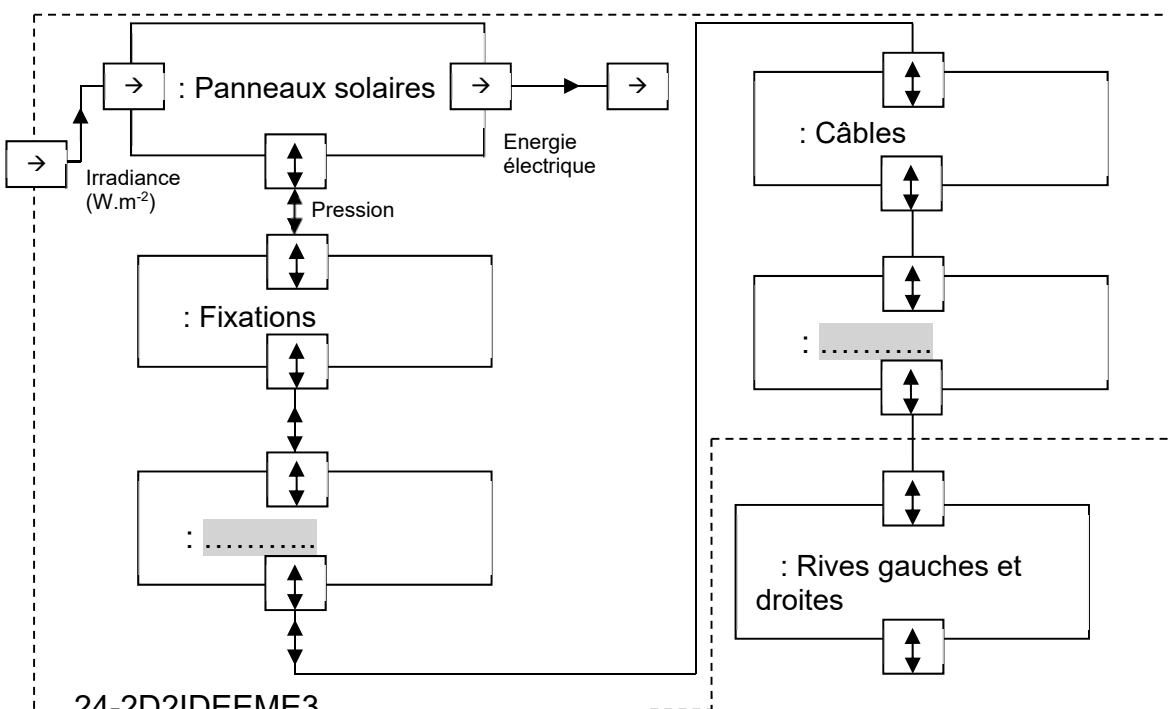 : Panneaux solaires
Irradiance
(W.m⁻²)
Energie
électrique
Pression
: Fixations
: ...........
24-2D2IDEEME3
: Câbles
: ...........
: Rives gauches et
droites